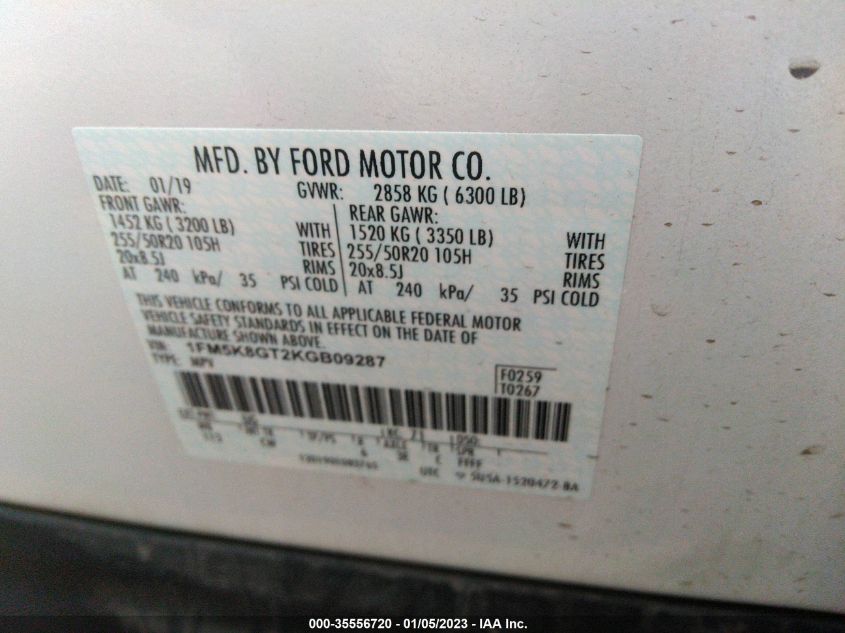 MFD. BY FORD MOTOR CO.
DATE: 01/19 GVWR: 2858 KG ( 6300 LB)
FRONT GAWR: REAR GAWR:
1452 KG ( 3200 LB) WITH 1520 KG ( 3350 LB) WITH
255/50R20 105H TIRES 255/50R20 105H TIRES
20x8.5J RIMS 20x8.5J RIMS
AT 240 kPa/ 35 PSI COLD AT 240 kPa/ 35 PSI COLD
THIS VEHICLE CONFORMS TO ALL APPLICABLE FEDERAL MOTOR
VEHICLE SAFETY STANDARDS IN EFFECT ON THE DATE OF
MANUFACTURE SHOWN ABOVE.
VIN: 1FM5K8GT2KGB09287
TYPE: MPV
F0259
T0267
UTC 5U5A-1520472-BA
000-35556720 - 01/05/2023 - IAA Inc.